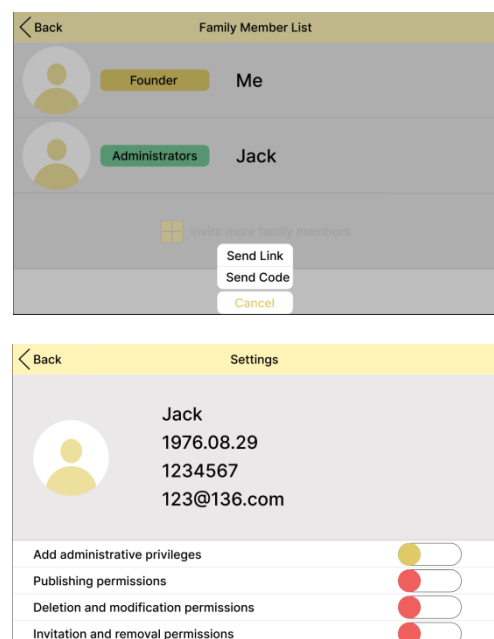 Back
Family Member List
Founder
Me
Administrators
Jack
Invite more family members
Send Link
Send Code
Cancel
Back
Settings
Jack
1976.08.29
1234567
123@136.com
Add administrative privileges
Publishing permissions
Deletion and modification permissions
Invitation and removal permissions